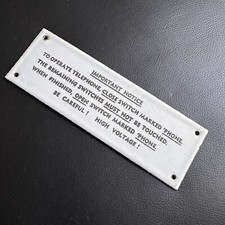 IMPORTANT NOTICE
TO OPERATE TELEPHONE, CLOSE SWITCH MARKED PHONE.
THE REMAINING SWITCHES MUST NOT BE TOUCHED.
WHEN FINISHED, OPEN SWITCH MARKED PHONE.
BE CAREFUL! HIGH VOLTAGE!